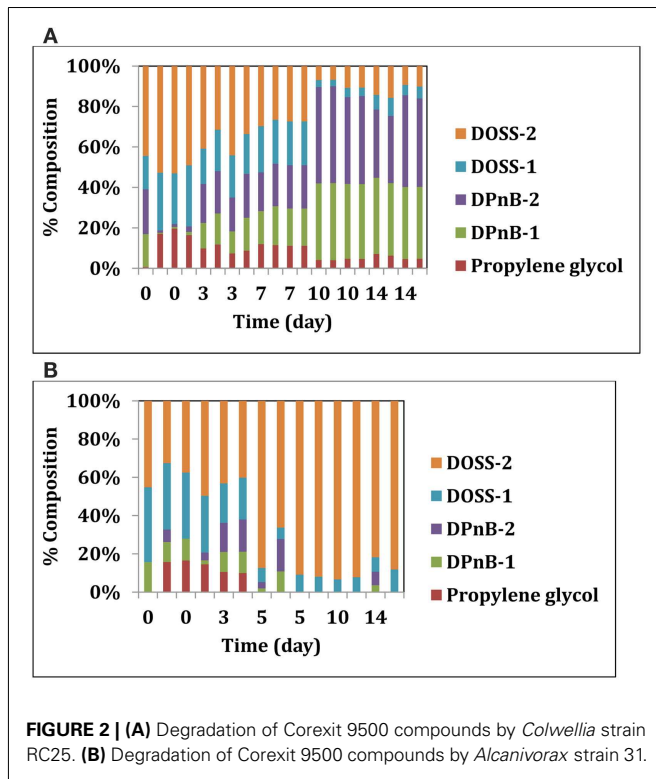 A
100%
80%
60%
40%
20%
0%
% Composition
0 0 3 3 7 7 10 10 14 14
Time (day)
DOSS-2
DOSS-1
DPnB-2
DPnB-1
Propylene glycol
B
100%
80%
60%
40%
20%
0%
% Composition
0 0 3 5 5 10 14
Time (day)
DOSS-2
DOSS-1
DPnB-2
DPnB-1
Propylene glycol
FIGURE 2 | (A) Degradation of Corexit 9500 compounds by Colwellia strain
RC25. (B) Degradation of Corexit 9500 compounds by Alcanivorax strain 31.